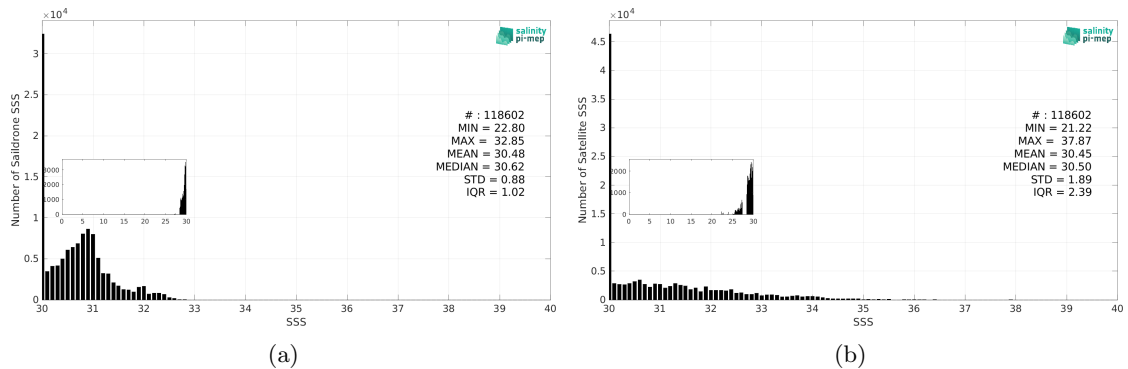 ×10⁴
salinity
pi-mep
Number of Saildrone SSS
3
2.5
2
1.5
1
0.5
0
# : 118602
MIN = 22.80
MAX = 32.85
MEAN = 30.48
MEDIAN = 30.62
STD = 0.88
IQR = 1.02
3000
2000
1000
0
0 5 10 15 20 25 30
30 31 32 33 34 35 36 37 38 39 40
SSS
(a)
×10⁴
salinity
pi-mep
Number of Satellite SSS
4.5
4
3.5
3
2.5
2
1.5
1
0.5
0
# : 118602
MIN = 21.22
MAX = 37.87
MEAN = 30.45
MEDIAN = 30.50
STD = 1.89
IQR = 2.39
2000
1000
0
0 5 10 15 20 25 30
30 31 32 33 34 35 36 37 38 39 40
SSS
(b)